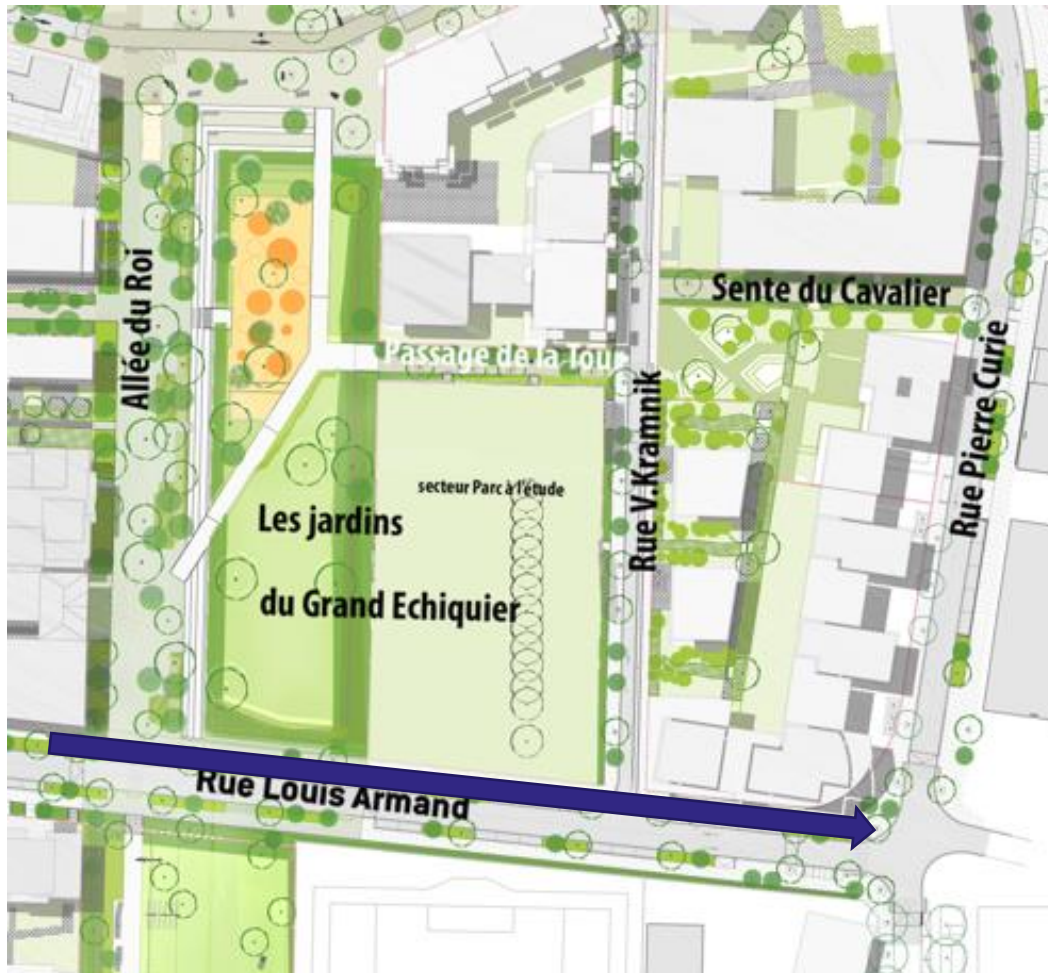 Allée du Roi
Sente du Cavalier
Passage de la Tour
Rue V.Kramnik
Rue Pierre Curie
secteur Parc à l'étude
Les jardins
du Grand Echiquier
Rue Louis Armand